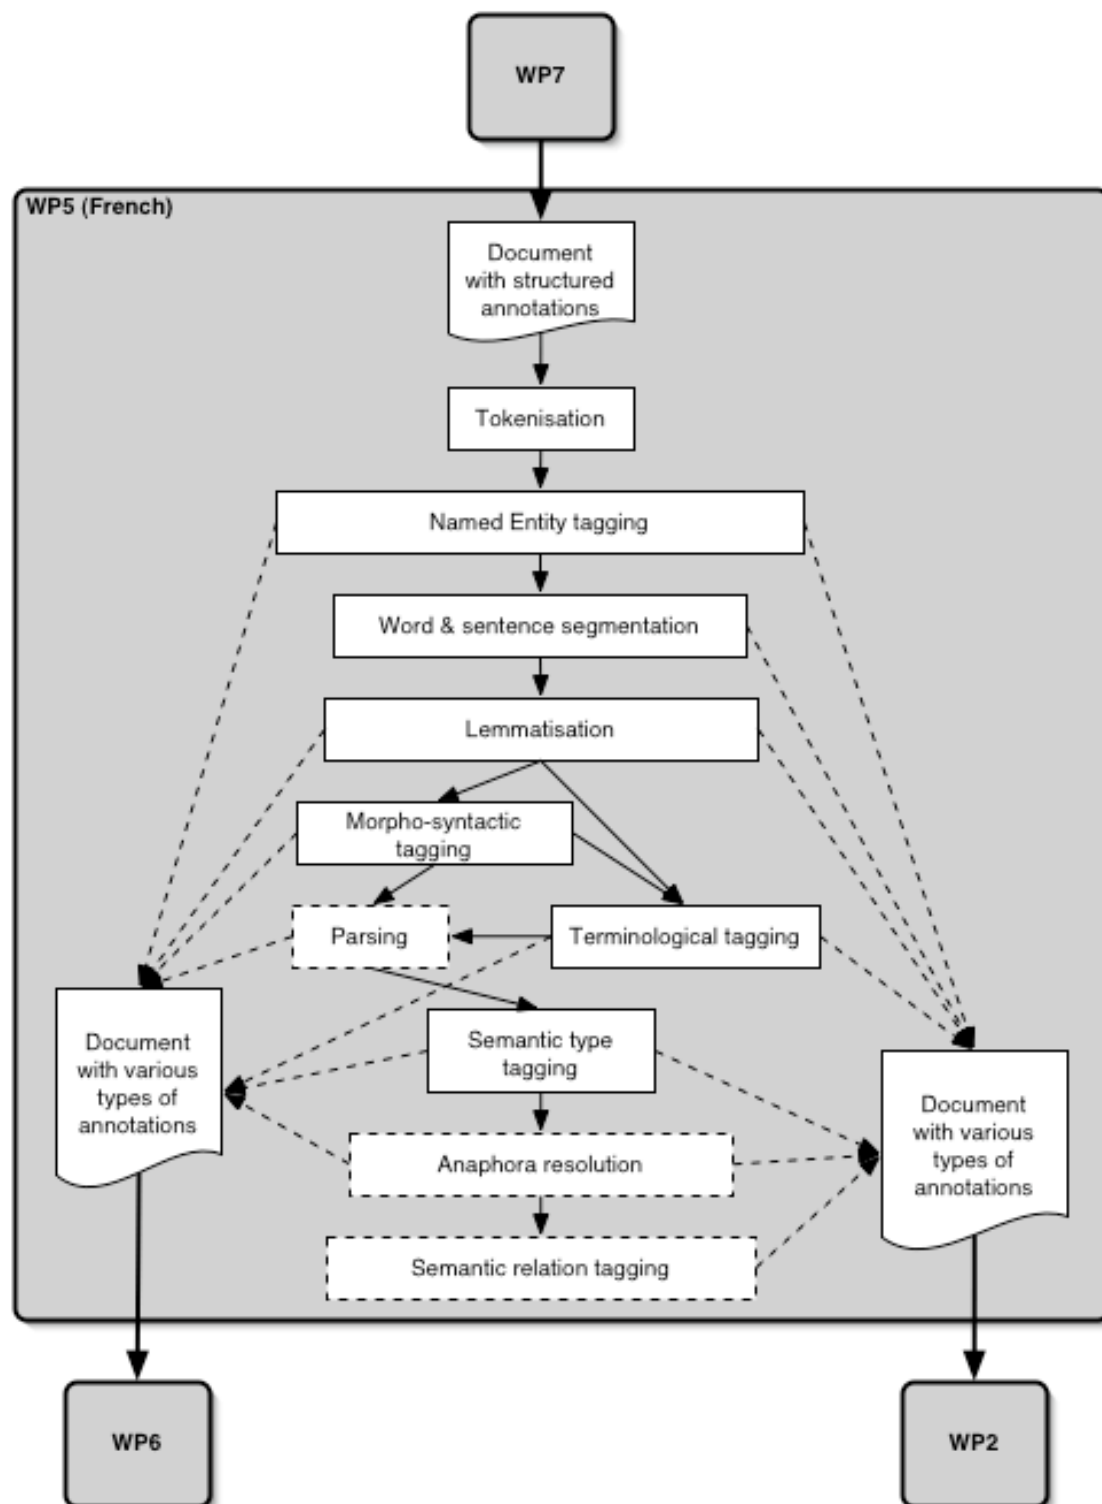 WP7
WP5 (French)
Document
with structured
annotations
Tokenisation
Named Entity tagging
Word & sentence segmentation
Lemmatisation
Morpho-syntactic
tagging
Parsing
Terminological tagging
Semantic type
tagging
Document
with various
types of
annotations
Document
with various
types of
annotations
Anaphora resolution
Semantic relation tagging
WP6
WP2